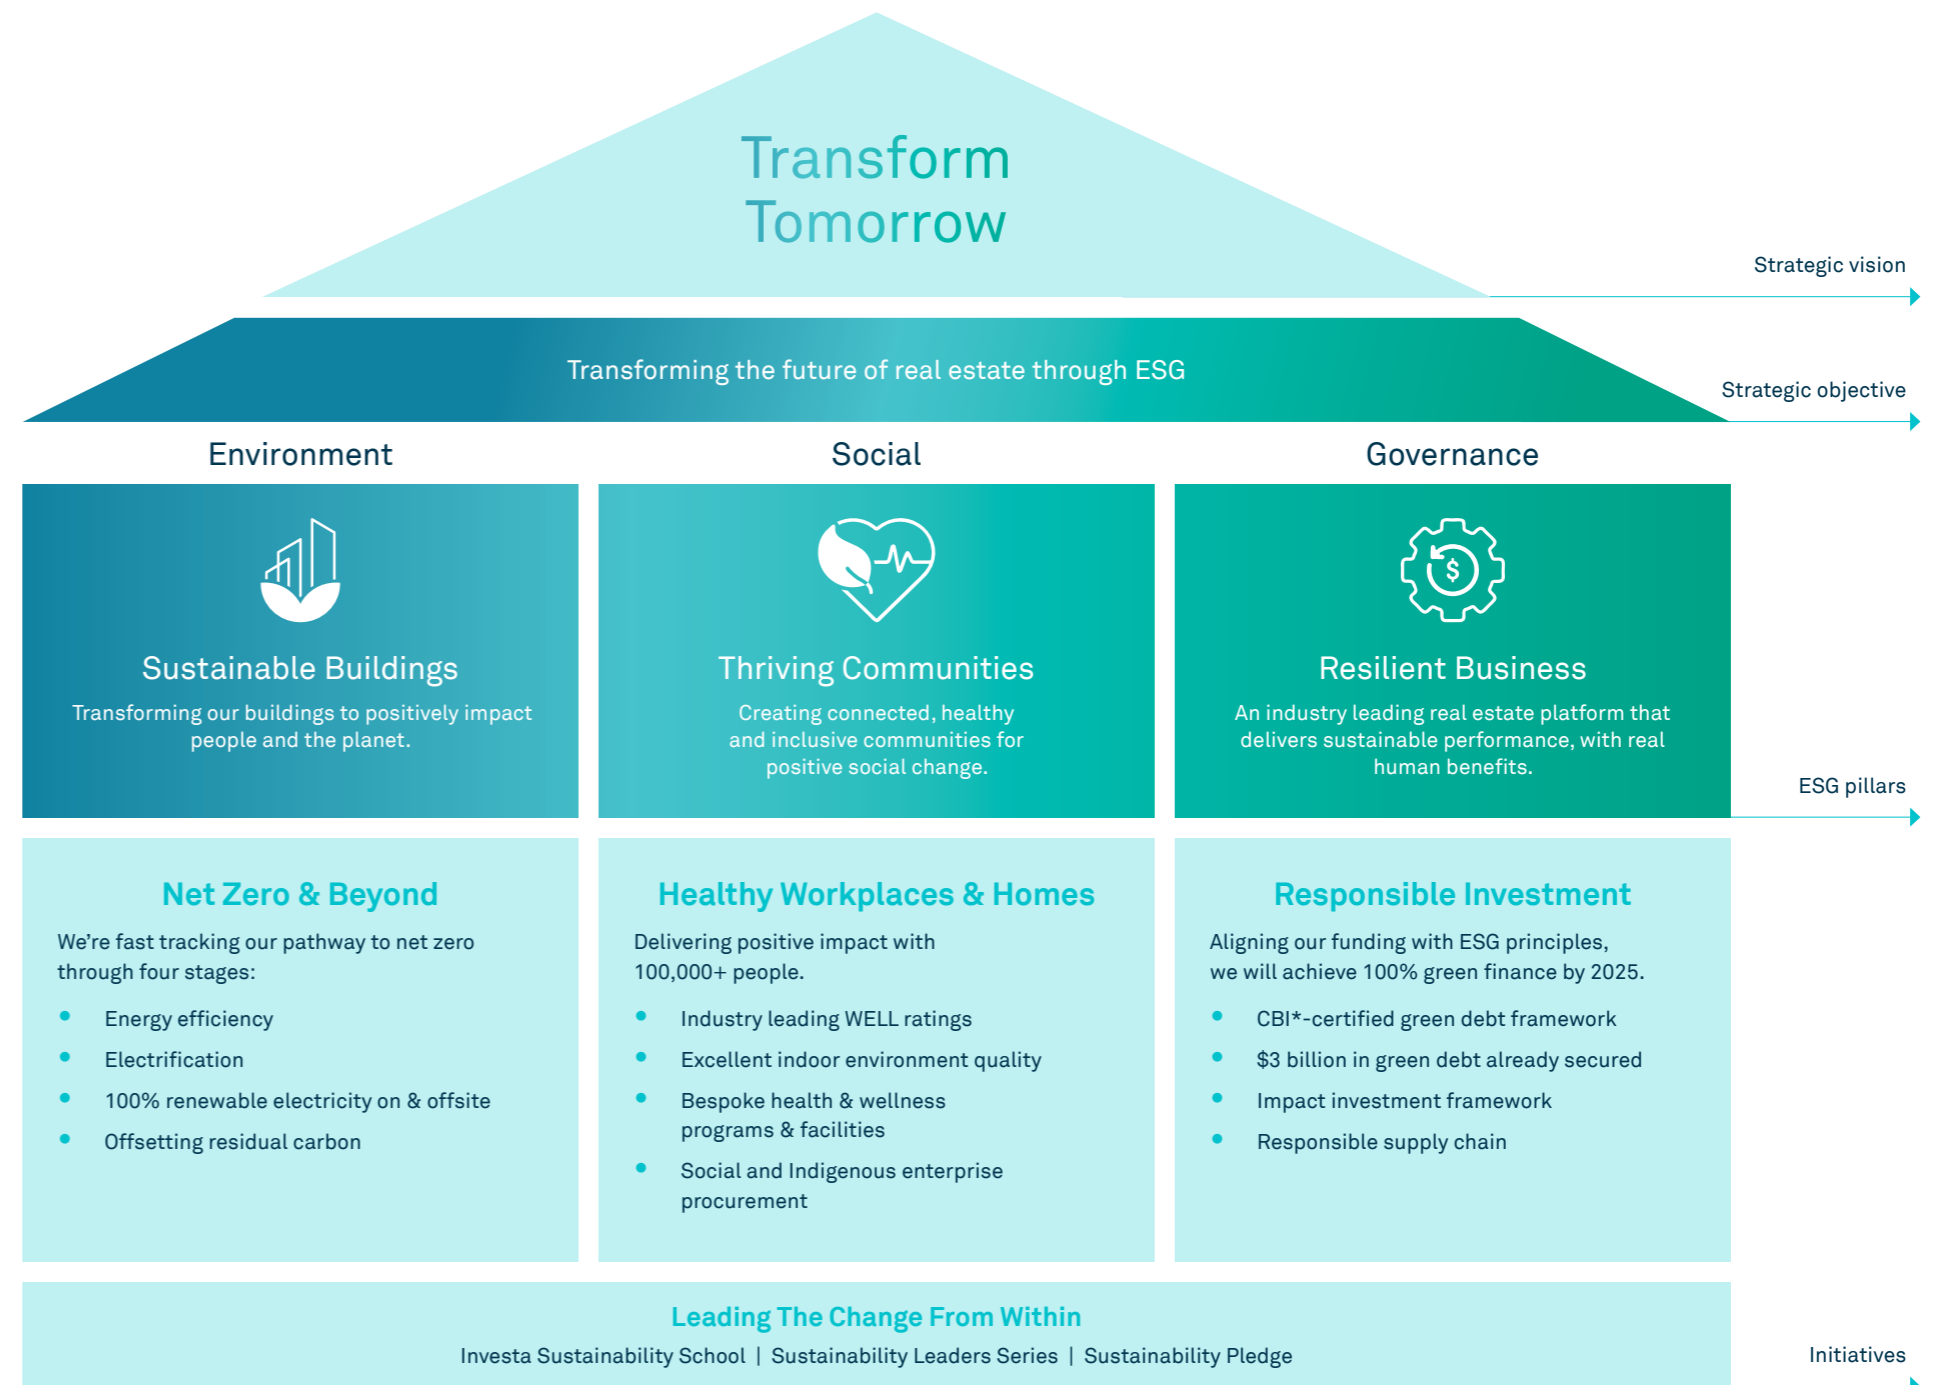 Transform
Tomorrow
Strategic vision
Transforming the future of real estate through ESG
Strategic objective
Environment
Social
Governance
$
Sustainable Buildings
Transforming our buildings to positively impact
people and the planet.
Thriving Communities
Creating connected, healthy
and inclusive communities for
positive social change.
Resilient Business
An industry leading real estate platform that
delivers sustainable performance, with real
human benefits.
ESG pillars
Net Zero & Beyond
We’re fast tracking our pathway to net zero
through four stages:
• Energy efficiency
• Electrification
• 100% renewable electricity on & offsite
• Offsetting residual carbon
Healthy Workplaces & Homes
Delivering positive impact with
100,000+ people.
• Industry leading WELL ratings
• Excellent indoor environment quality
• Bespoke health & wellness
programs & facilities
• Social and Indigenous enterprise
procurement
Responsible Investment
Aligning our funding with ESG principles,
we will achieve 100% green finance by 2025.
• CBI*-certified green debt framework
• $3 billion in green debt already secured
• Impact investment framework
• Responsible supply chain
Leading The Change From Within
Investa Sustainability School | Sustainability Leaders Series | Sustainability Pledge
Initiatives